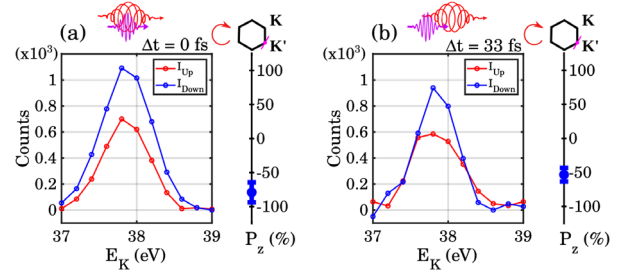 (a)
Δt = 0 fs
K
K'
(x10³)
I_Up
I_Down
1
0.8
0.6
0.4
0.2
0
Counts
37
38
39
E_K (eV)
100
50
0
-50
-100
P_z (%)
(b)
Δt = 33 fs
K
K'
(x10³)
I_Up
I_Down
1
0.8
0.6
0.4
0.2
0
Counts
37
38
39
E_K (eV)
100
50
0
-50
-100
P_z (%)